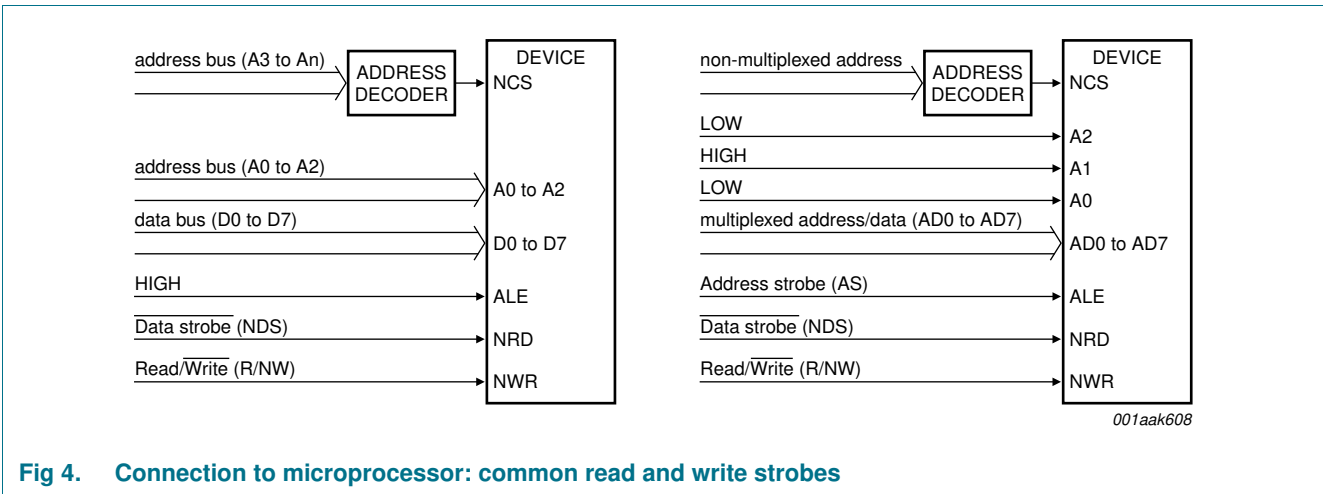 address bus (A3 to An)
ADDRESS
DECODER
DEVICE
NCS
address bus (A0 to A2)
A0 to A2
data bus (D0 to D7)
D0 to D7
HIGH
ALE
Data strobe (NDS)
NRD
Read/Write (R/NW)
NWR
non-multiplexed address
ADDRESS
DECODER
DEVICE
NCS
LOW
A2
HIGH
A1
LOW
A0
multiplexed address/data (AD0 to AD7)
AD0 to AD7
Address strobe (AS)
ALE
Data strobe (NDS)
NRD
Read/Write (R/NW)
NWR
001aak608
Fig 4. Connection to microprocessor: common read and write strobes